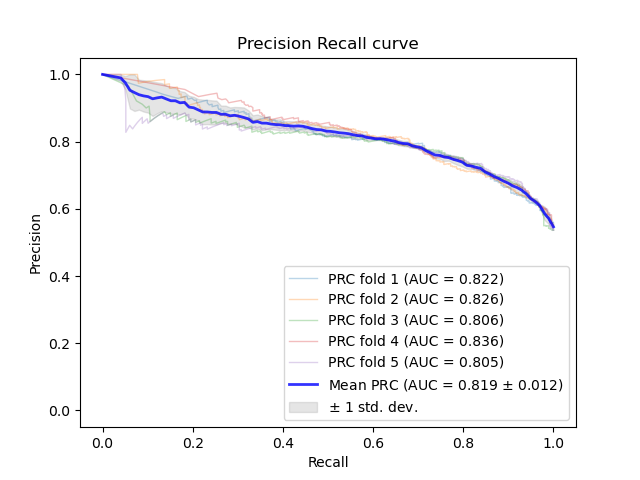 Precision Recall curve
1.0
0.8
0.6
0.4
0.2
0.0
Precision
PRC fold 1 (AUC = 0.822)
PRC fold 2 (AUC = 0.826)
PRC fold 3 (AUC = 0.806)
PRC fold 4 (AUC = 0.836)
PRC fold 5 (AUC = 0.805)
Mean PRC (AUC = 0.819 ± 0.012)
± 1 std. dev.
0.0 0.2 0.4 0.6 0.8 1.0
Recall